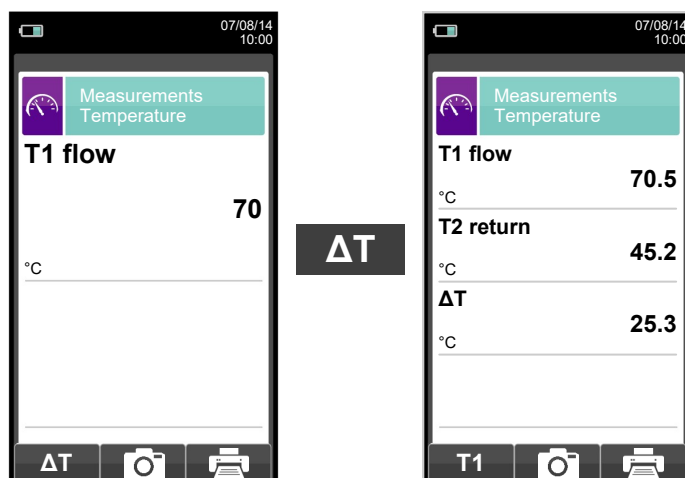 07/08/14
10:00
Measurements
Temperature
T1 flow
70
°C
ΔT
ΔT
07/08/14
10:00
Measurements
Temperature
T1 flow
70.5
°C
T2 return
45.2
°C
ΔT
25.3
°C
T1